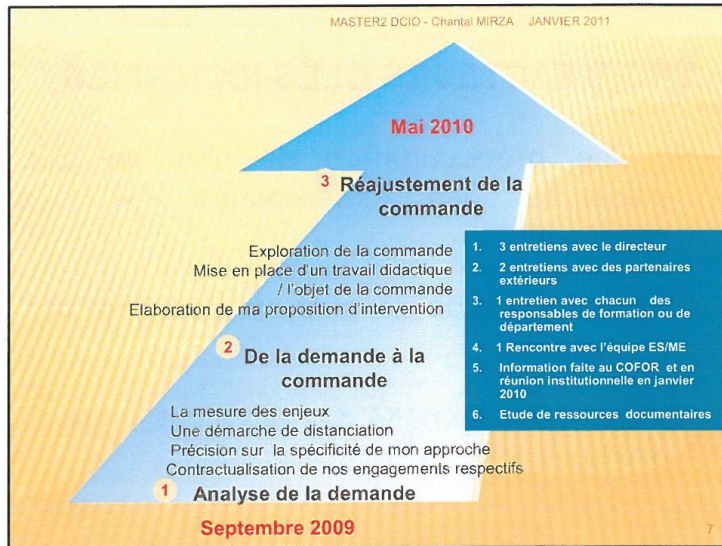 MASTER2 DCIO - Chantal MIRZA JANVIER 2011
Mai 2010
3 Réajustement de la
commande
Exploration de la commande
Mise en place d'un travail didactique
/ l'objet de la commande
Elaboration de ma proposition d'intervention
2 De la demande à la
commande
La mesure des enjeux
Une démarche de distanciation
Précision sur la spécificité de mon approche
Contractualisation de nos engagements respectifs
1 Analyse de la demande
Septembre 2009
1. 3 entretiens avec le directeur
2. 2 entretiens avec des partenaires
extérieurs
3. 1 entretien avec chacun des
responsables de formation ou de
département
4. 1 Rencontre avec l'équipe ES/ME
5. Information faite au COFOR et en
réunion institutionnelle en janvier
2010
6. Etude de ressources documentaires
7